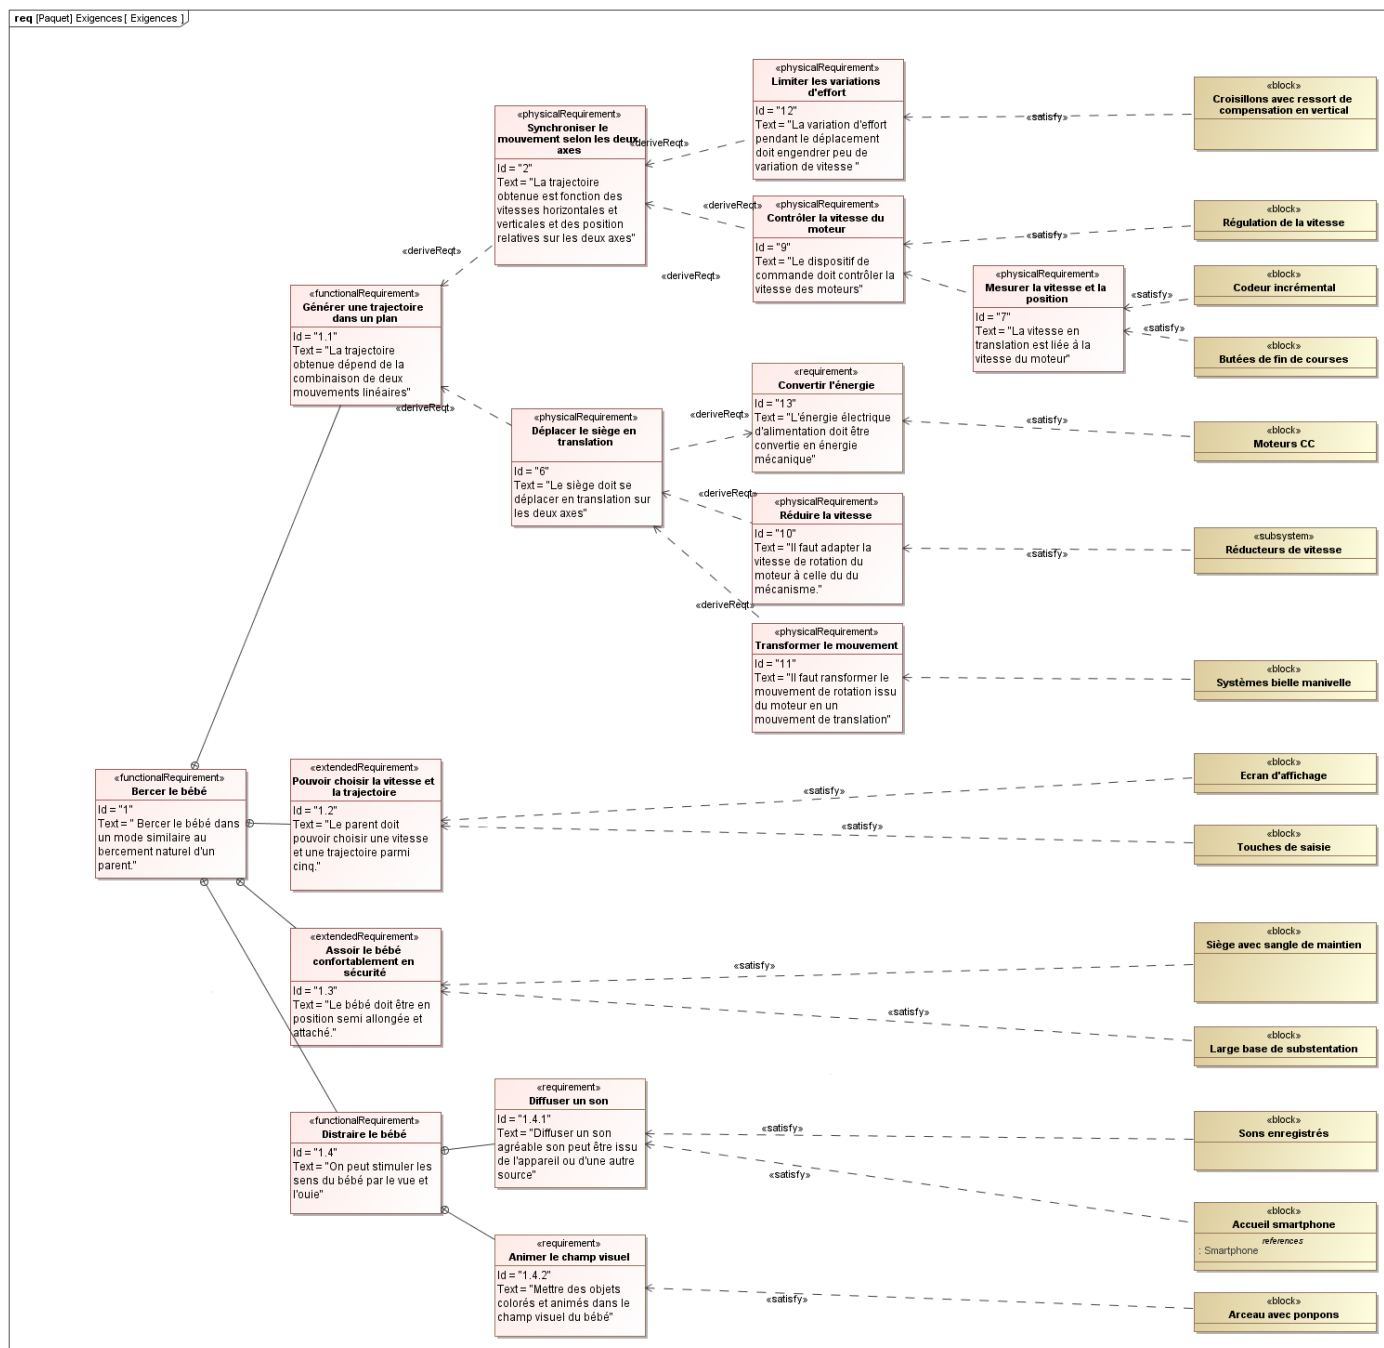 req [Paquet] Exigences [ Exigences ]
«physicalRequirement»
Limiter les variations
d'effort
Id = "12"
Text = "La variation d'effort
pendant le déplacement
doit engendrer peu de
variation de vitesse "
«block»
Croisillons avec ressort de
compensation en vertical
«satisfy»
«physicalRequirement»
Synchroniser le
mouvement selon les deux
axes
Id = "2"
Text = "La trajectoire
obtenue est fonction des
vitesses horizontales et
verticales et des position
relatives sur les deux axes"
«deriveReqt»
«deriveReqt»
«physicalRequirement»
Contrôler la vitesse du
moteur
Id = "9"
Text = "Le dispositif de
commande doit contrôler la
vitesse des moteurs"
«block»
Régulation de la vitesse
«satisfy»
«deriveReqt»
«deriveReqt»
«physicalRequirement»
Mesurer la vitesse et la
position
Id = "7"
Text = "La vitesse en
translation est liée à la
vitesse du moteur"
«block»
Codeur incrémental
«satisfy»
«satisfy»
«block»
Butées de fin de courses
«functionalRequirement»
Générer une trajectoire
dans un plan
Id = "1.1"
Text = "La trajectoire
obtenue dépend de la
combinaison de deux
mouvements linéaires"
«deriveReqt»
«requirement»
Convertir l'énergie
Id = "13"
Text = "L'énergie électrique
d'alimentation doit être
convertie en énergie
mécanique"
«deriveReqt»
«satisfy»
«block»
Moteurs CC
«physicalRequirement»
Déplacer le siège en
translation
Id = "6"
Text = "Le siège doit se
déplacer en translation sur
les deux axes"
«deriveReqt»
«physicalRequirement»
Réduire la vitesse
Id = "10"
Text = "Il faut adapter la
vitesse de rotation du
moteur à celle du du
mécanisme."
«satisfy»
«subsystem»
Réducteurs de vitesse
«deriveReqt»
«physicalRequirement»
Transformer le mouvement
Id = "11"
Text = "Il faut ransformer le
mouvement de rotation issu
du moteur en un
mouvement de translation"
«block»
Systèmes bielle manivelle
«functionalRequirement»
Bercer le bébé
Id = "1"
Text = " Bercer le bébé dans
un mode similaire au
bercement naturel d'un
parent."
«extendedRequirement»
Pouvoir choisir la vitesse et
la trajectoire
Id = "1.2"
Text = "Le parent doit
pouvoir choisir une vitesse
et une trajectoire parmi
cinq."
«satisfy»
«block»
Ecran d'affichage
«satisfy»
«block»
Touches de saisie
«extendedRequirement»
Assoir le bébé
confortablement en
sécurité
Id = "1.3"
Text = "Le bébé doit être en
position semi allongée et
attaché."
«satisfy»
«block»
Siège avec sangle de maintien
«satisfy»
«block»
Large base de substentation
«functionalRequirement»
Distraire le bébé
Id = "1.4"
Text = "On peut stimuler les
sens du bébé par le vue et
l'ouie"
«requirement»
Diffuser un son
Id = "1.4.1"
Text = "Diffuser un son
agréable son peut être issu
de l'appareil ou d'une autre
source"
«satisfy»
«block»
Sons enregistrés
«satisfy»
«block»
Accueil smartphone
references
: Smartphone
«requirement»
Animer le champ visuel
Id = "1.4.2"
Text = "Mettre des objets
colorés et animés dans le
champ visuel du bébé"
«satisfy»
«block»
Arceau avec ponpons